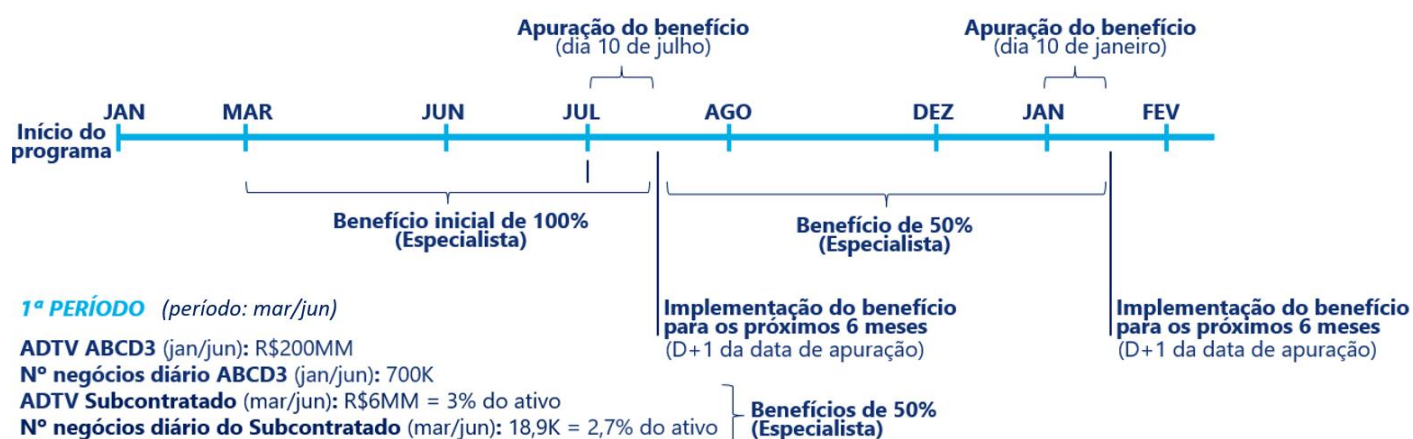 Apuração do benefício
(dia 10 de julho)
Apuração do benefício
(dia 10 de janeiro)
JAN MAR JUN JUL AGO DEZ JAN FEV
Início do
programa
Benefício inicial de 100%
(Especialista)
Benefício de 50%
(Especialista)
1ª PERÍODO (período: mar/jun)
Implementação do benefício
para os próximos 6 meses
(D+1 da data de apuração)
Implementação do benefício
para os próximos 6 meses
(D+1 da data de apuração)
ADTV ABCD3 (jan/jun): R$200MM
Nº negócios diário ABCD3 (jan/jun): 700K
ADTV Subcontratado (mar/jun): R$6MM = 3% do ativo
Nº negócios diário do Subcontratado (mar/jun): 18,9K = 2,7% do ativo
Benefícios de 50%
(Especialista)